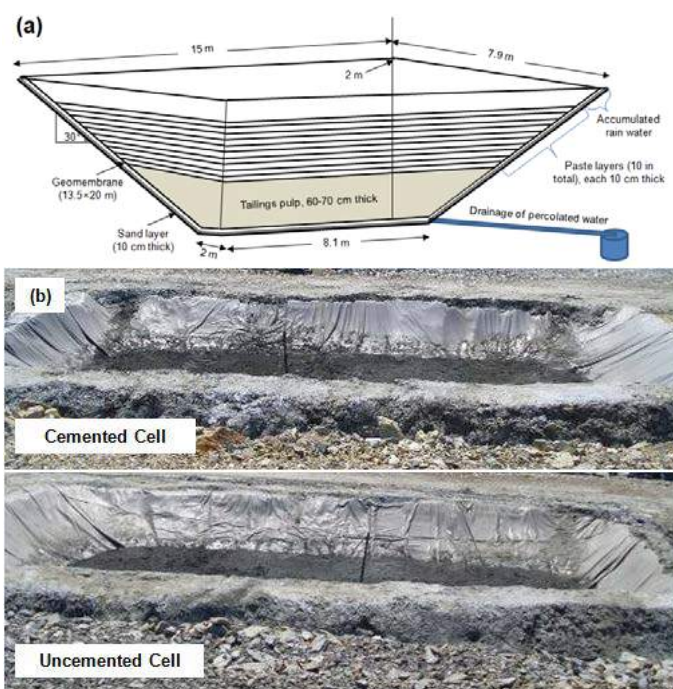 (a)
15 m
7.9 m
2 m
30°
Accumulated
rain water
Geomembrane
(13.5×20 m)
Paste layers (10 in
total), each 10 cm thick
Tailings pulp, 60-70 cm thick
Sand layer
(10 cm thick)
Drainage of percolated water
2 m
8.1 m
(b)
Cemented Cell
Uncemented Cell